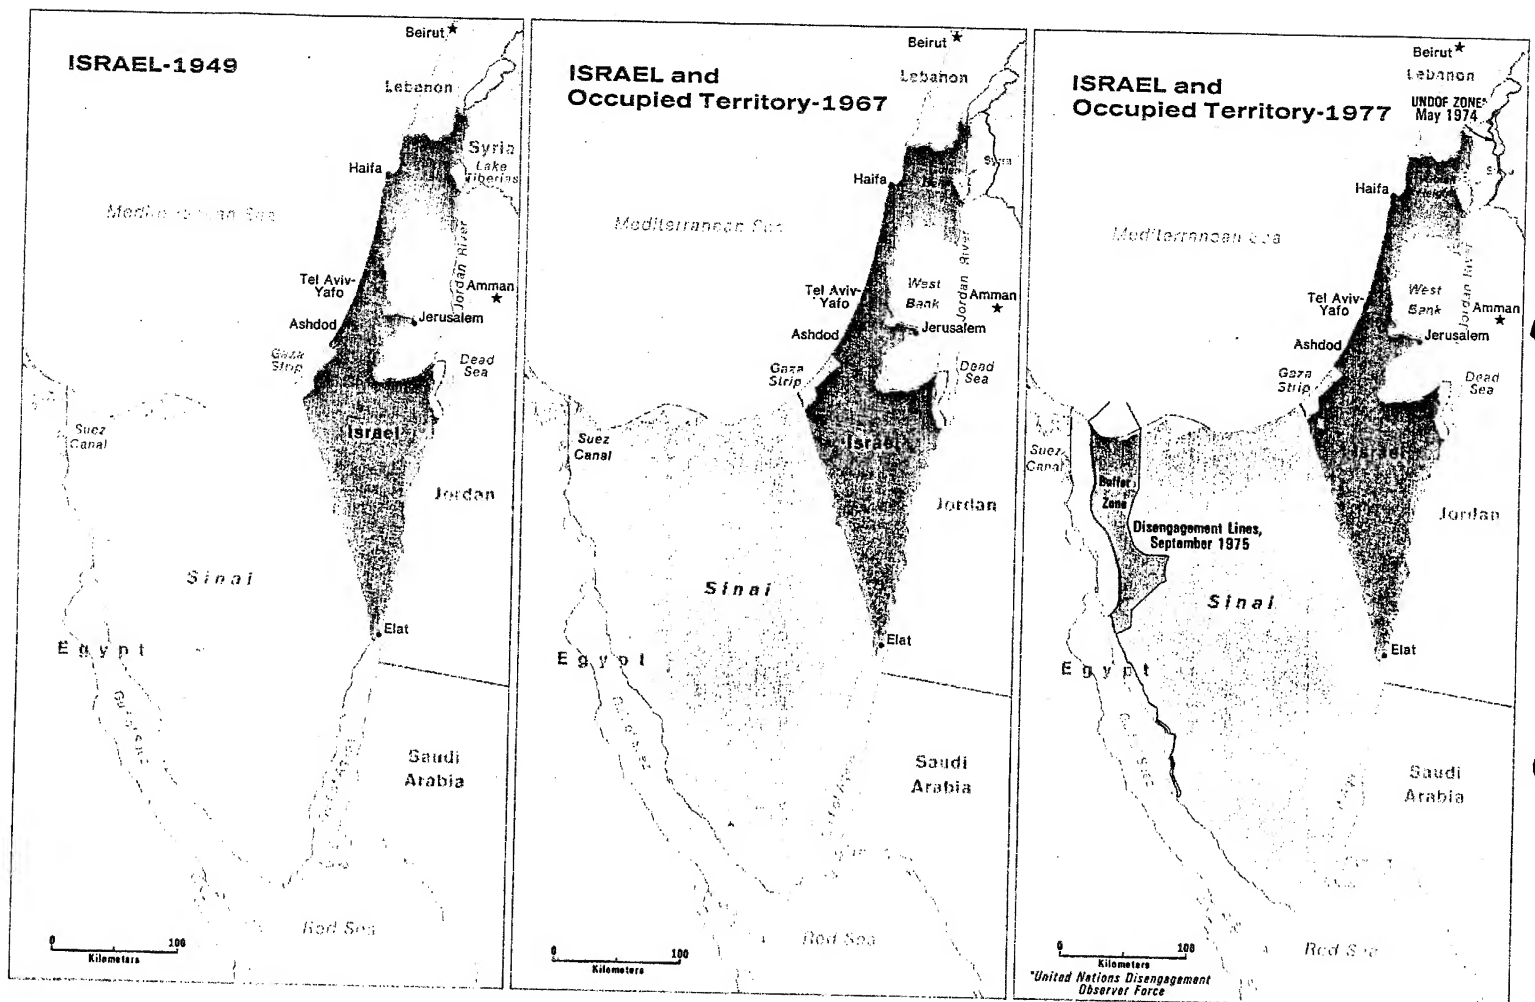 ISRAEL-1949
Beirut
Lebanon
Syria
Lake
Tiberias
Haifa
Mediterranean Sea
Jordan River
Tel Aviv-
Yafo
Amman
Ashdod
Jerusalem
Gaza
Strip
Dead
Sea
Suez
Canal
Israel
Jordan
Sinai
Elat
Egypt
Saudi
Arabia
Red Sea
0 100
Kilometers
ISRAEL and
Occupied Territory-1967
Beirut
Lebanon
Syria
Haifa
Mediterranean Sea
Jordan River
West
Bank
Tel Aviv-
Yafo
Amman
Ashdod
Jerusalem
Gaza
Strip
Dead
Sea
Suez
Canal
Israel
Jordan
Sinai
Elat
Egypt
Saudi
Arabia
Red Sea
0 100
Kilometers
ISRAEL and
Occupied Territory-1977
Beirut
Lebanon
UNDOF ZONE*
May 1974
Haifa
Mediterranean Sea
Jordan River
West
Bank
Tel Aviv-
Yafo
Amman
Ashdod
Jerusalem
Gaza
Strip
Dead
Sea
Suez
Canal
Israel
Buffer
Zone
Jordan
Disengagement Lines,
September 1975
Sinai
Elat
Egypt
Saudi
Arabia
Red Sea
0 100
Kilometers
*United Nations Disengagement
Observer Force